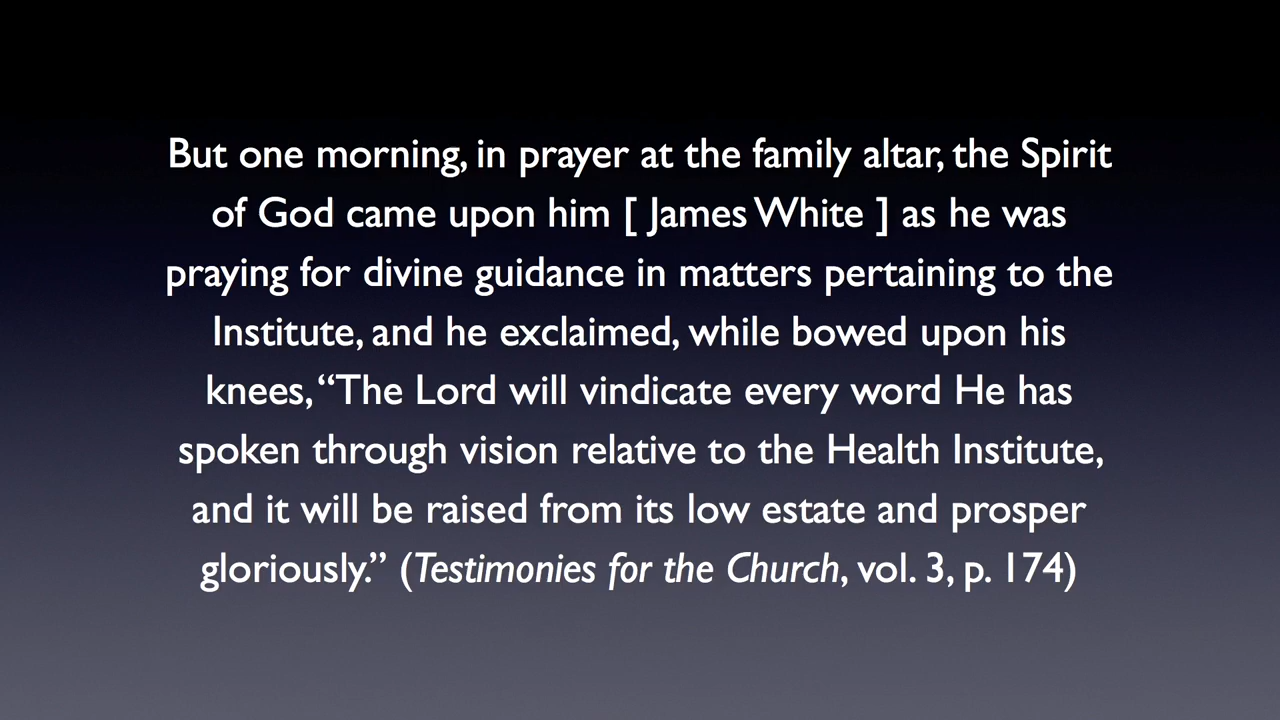 But one morning, in prayer at the family altar, the Spirit
of God came upon him [ James White ] as he was
praying for divine guidance in matters pertaining to the
Institute, and he exclaimed, while bowed upon his
knees, “The Lord will vindicate every word He has
spoken through vision relative to the Health Institute,
and it will be raised from its low estate and prosper
gloriously.” (Testimonies for the Church, vol. 3, p. 174)